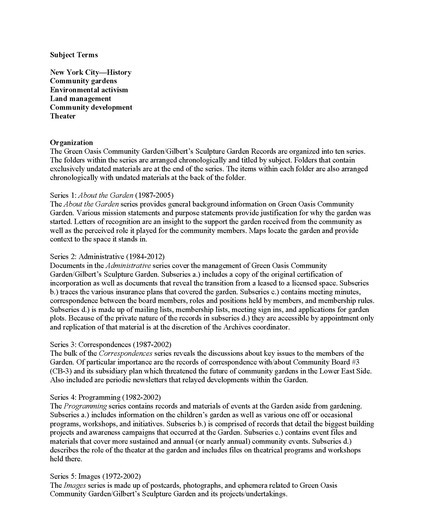 Subject Terms
New York City—History
Community gardens
Environmental activism
Land management
Community development
Theater
Organization
The Green Oasis Community Garden/Gilbert's Sculpture Garden Records are organized into ten series.
The folders within the series are arranged chronologically and titled by subject. Folders that contain
exclusively undated materials are at the end of the series. The items within each folder are also arranged
chronologically with undated materials at the back of the folder.
Series 1: About the Garden (1987-2005)
The About the Garden series provides general background information on Green Oasis Community
Garden. Various mission statements and purpose statements provide justification for why the garden was
started. Letters of recognition are an insight to the support the garden received from the community as
well as the perceived role it played for the community members. Maps locate the garden and provide
context to the space it stands in.
Series 2: Administrative (1984-2012)
Documents in the Administrative series cover the management of Green Oasis Community
Garden/Gilbert's Sculpture Garden. Subseries a.) includes a copy of the original certification of
incorporation as well as documents that reveal the transition from a leased to a licensed space. Subseries
b.) traces the various insurance plans chosen by the garden. Subseries c.) contains meeting minutes,
correspondence between the board members, roles and positions held by members, and membership rules.
Subseries d.) is made up of mailing lists, membership lists, meeting sign ins, and applications for garden
plots. Because of the private nature of the records in subseries d.) they are accessible by appointment only
and replication of that material is at the discretion of the Archives coordinator.
Series 3: Correspondences (1987-2002)
The bulk of the Correspondences series reveals the discussions about key issues to the members of the
Garden. Of particular importance are the records of correspondence with/about Community Board #3
(CB-3) and its subsidiary plan which threatened the future of community gardens in the Lower East Side.
Also included are periodic newsletters that relayed developments within the Garden.
Series 4: Programming (1982-2002)
The Programming series contains records and materials of events at the Garden aside from gardening.
Subseries a.) includes information on the children's garden as well as various one off or occasional
programs, workshops, and initiatives. Subseries b.) is comprised of records that detail the biggest building
projects and awareness campaigns that occurred at the Garden. Subseries c.) contains event files and
materials that cover more sustained and annual (or nearly annual) community events. Subseries d.)
describes the role of the theater at the garden and includes files on theatrical programs and workshops
held there.
Series 5: Images (1972-2002)
The Images series is made up of postcards, photographs, and ephemera related to Green Oasis
Community Garden/Gilbert's Sculpture Garden and its projects/undertakings.